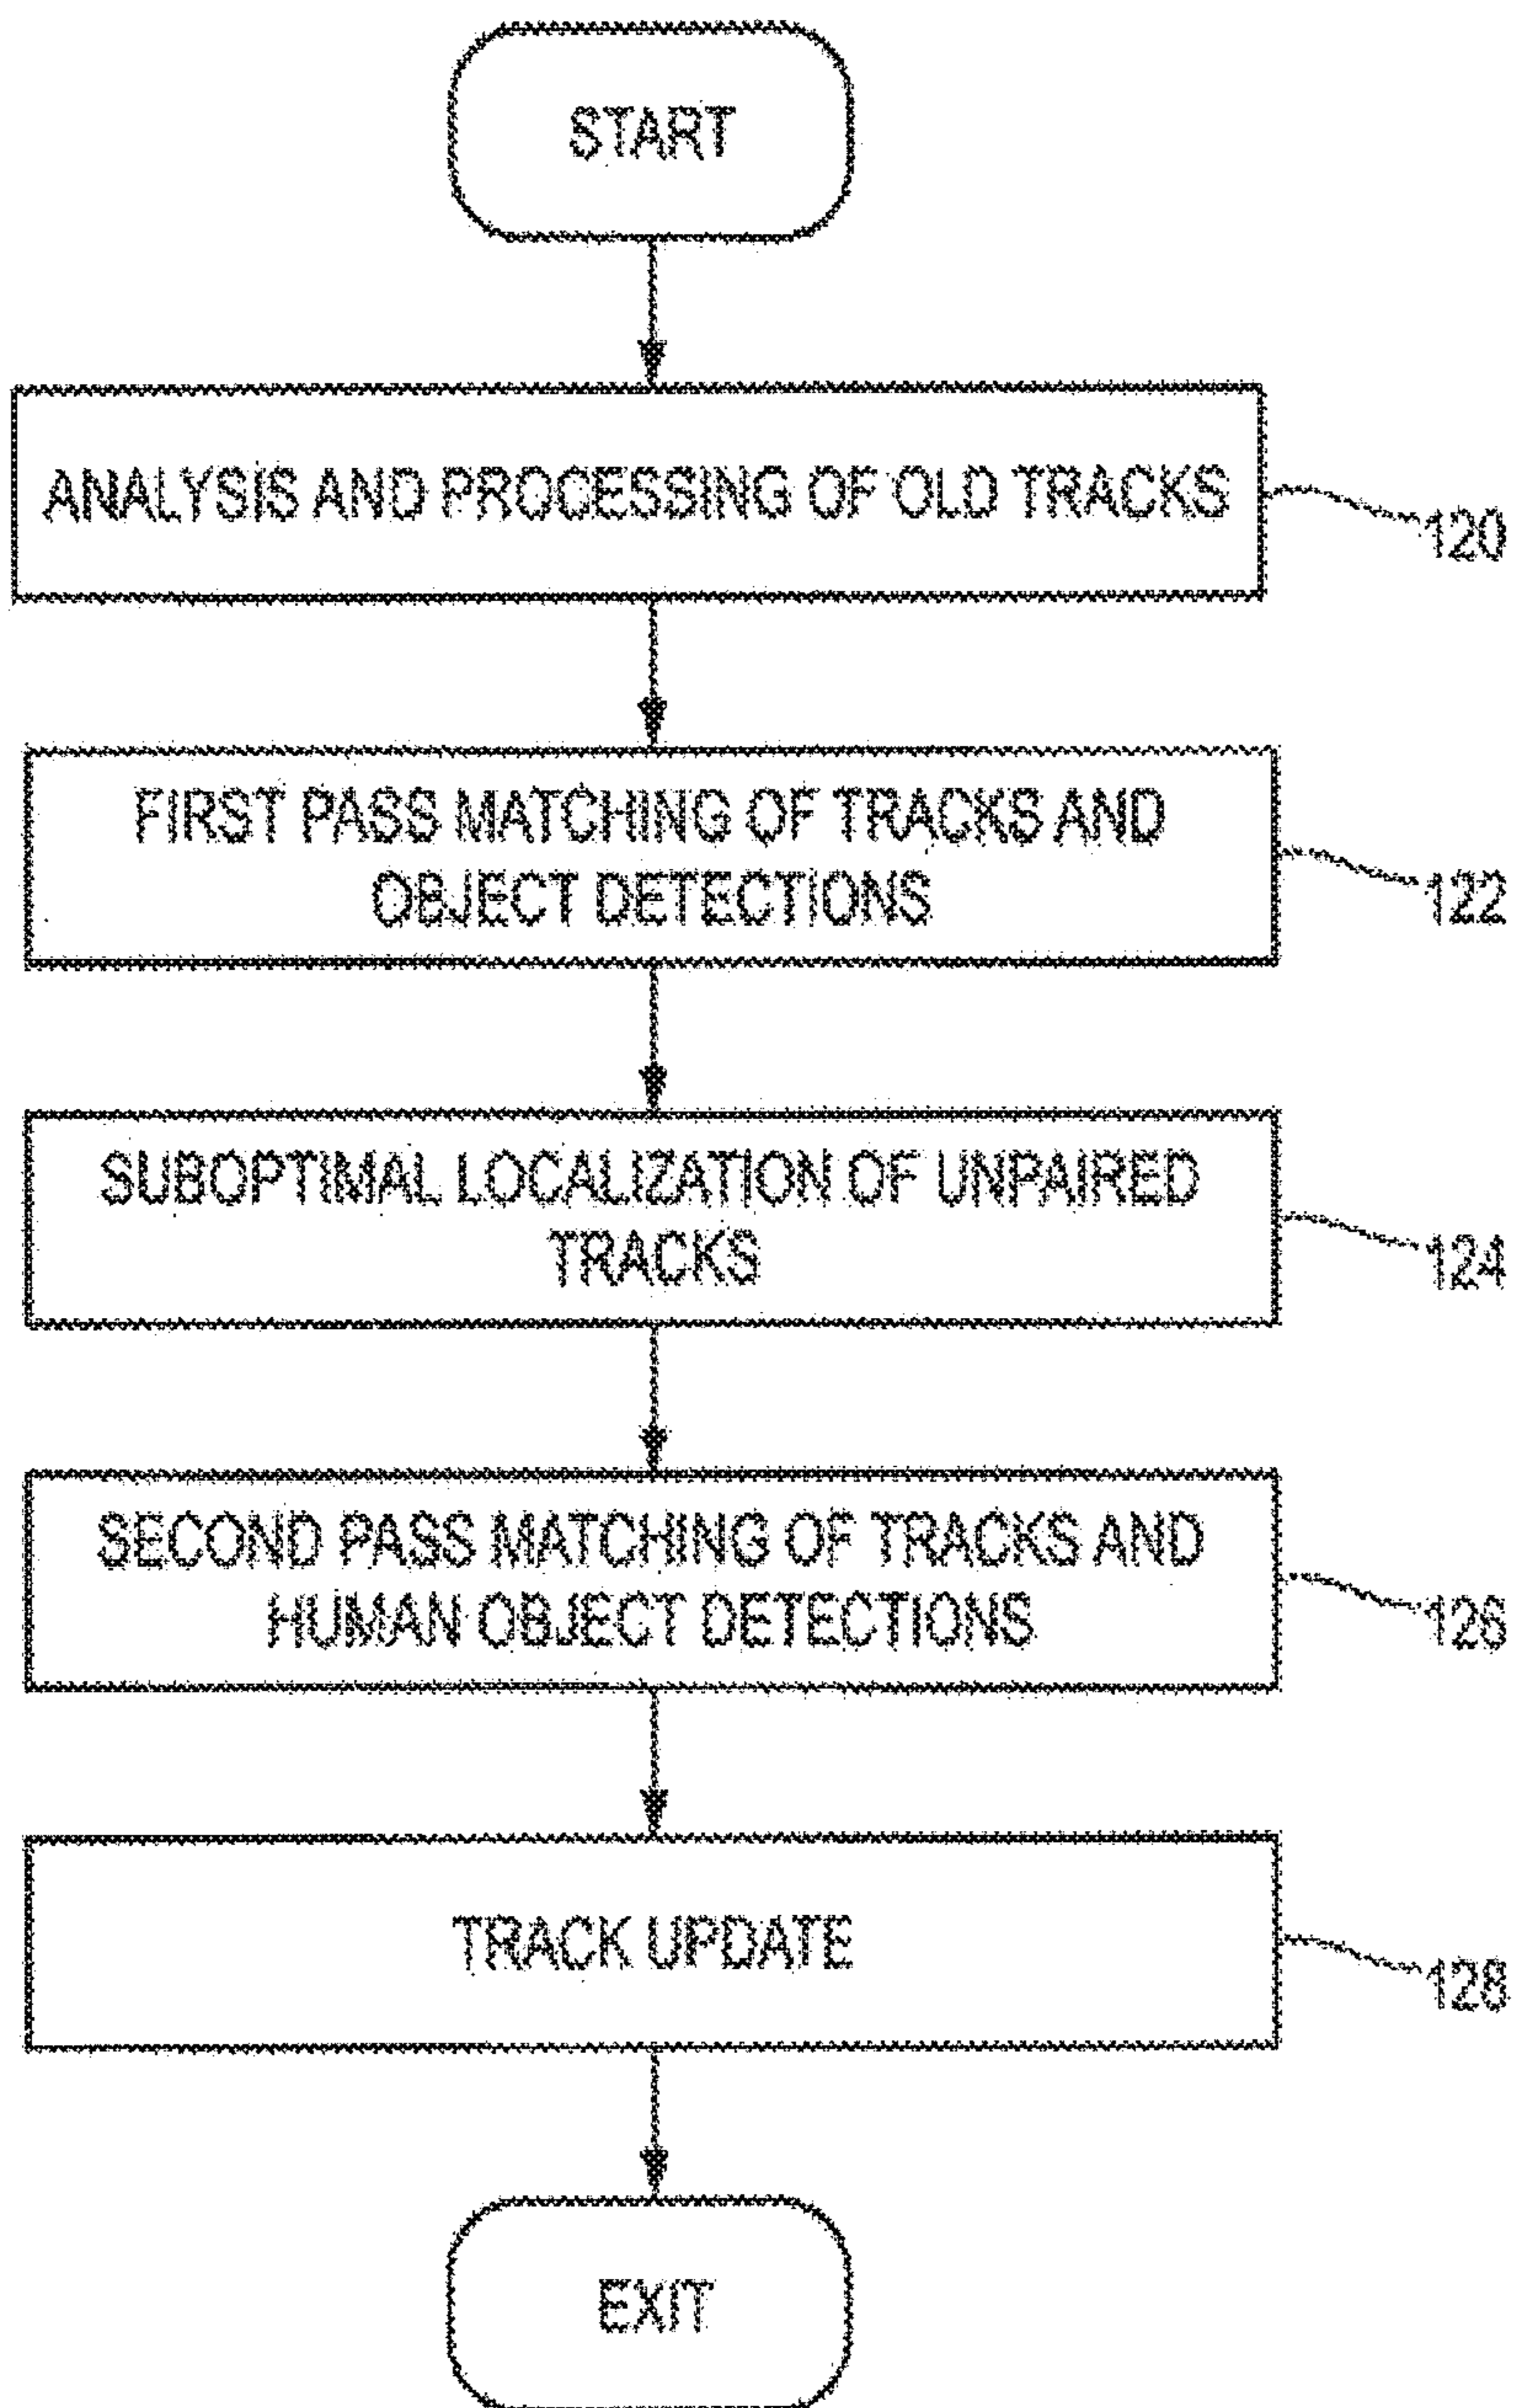 START
ANALYSIS AND PROCESSING OF OLD TRACKS
120
FIRST PASS MATCHING OF TRACKS AND
OBJECT DETECTIONS
122
SUBOPTIMAL LOCALIZATION OF UNPAIRED
TRACKS
124
SECOND PASS MATCHING OF TRACKS AND
HUMAN OBJECT DETECTIONS
126
TRACK UPDATE
128
EXIT